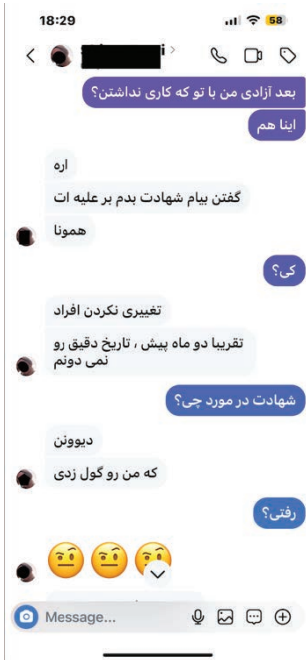 18:29
58
بعد آزادی من با تو که کاری نداشتن؟
اینا هم
اره
گفتن بیام شهادت بدم بر علیه ات
همونا
کی؟
تغییری نکردن افراد
تقریبا دو ماه پیش ، تاریخ دقیق رو
نمی دونم
شهادت در مورد چی؟
دیوونن
که من رو گول زدی
رفتی؟
Message...